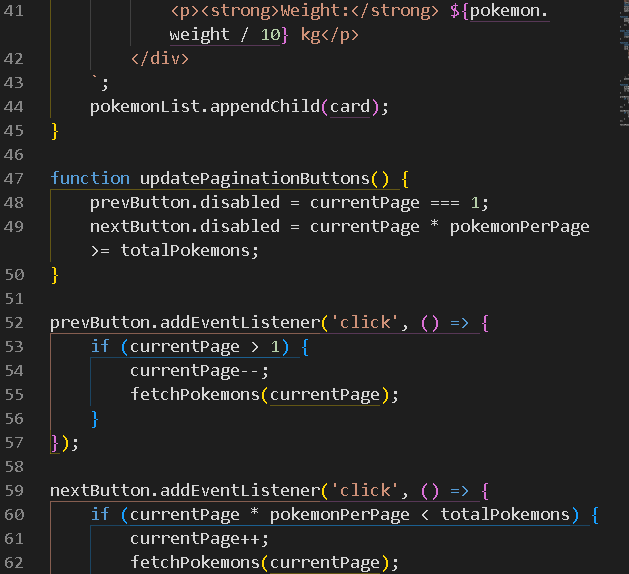 41 <p><strong>Weight:</strong> ${pokemon.
weight / 10} kg</p>
42 </div>
43 `;
44 pokemonList.appendChild(card);
45 }
46
47 function updatePaginationButtons() {
48 prevButton.disabled = currentPage === 1;
49 nextButton.disabled = currentPage * pokemonPerPage
>= totalPokemons;
50 }
51
52 prevButton.addEventListener('click', () => {
53 if (currentPage > 1) {
54 currentPage--;
55 fetchPokemons(currentPage);
56 }
57 });
58
59 nextButton.addEventListener('click', () => {
60 if (currentPage * pokemonPerPage < totalPokemons) {
61 currentPage++;
62 fetchPokemons(currentPage);